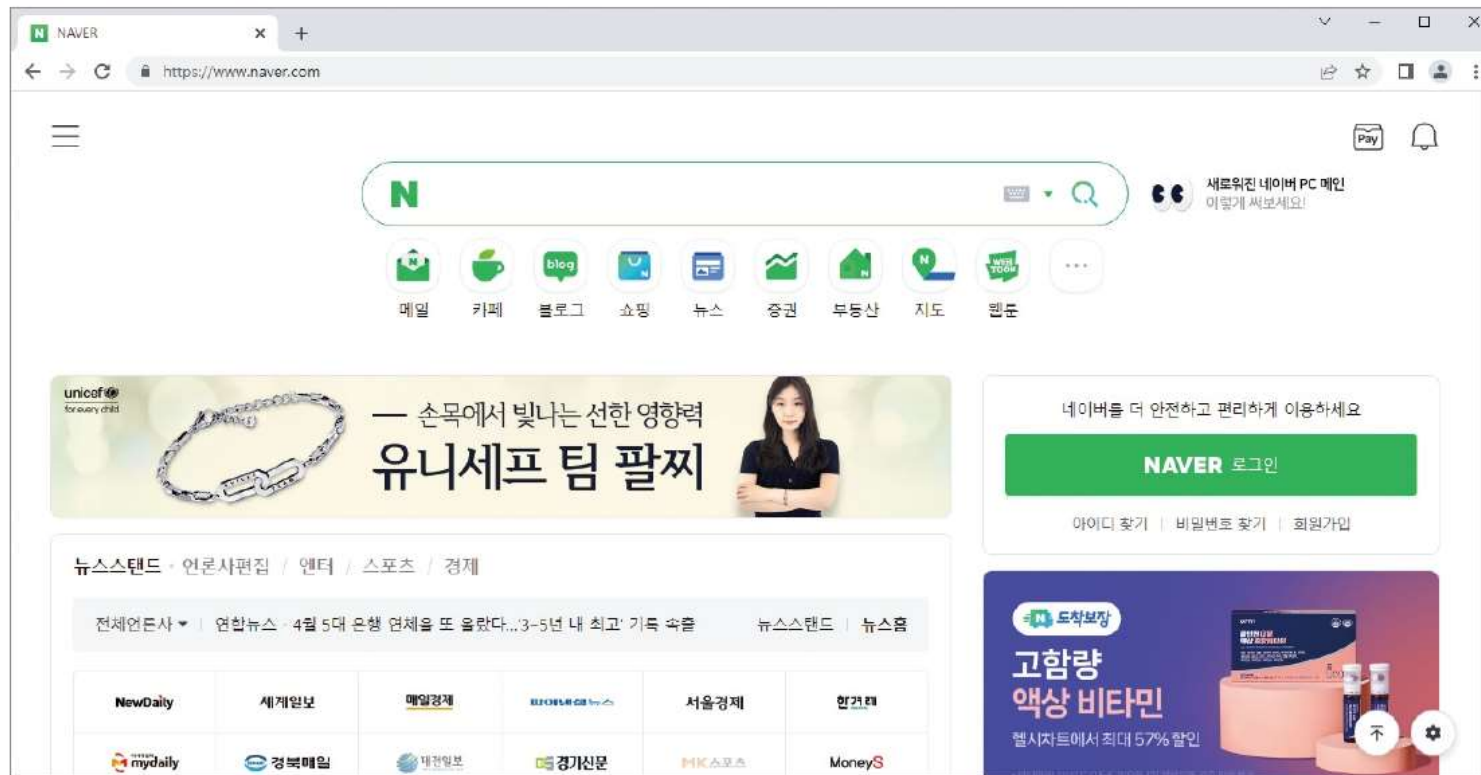 NAVER
https://www.naver.com
Pay
N
새로워진 네이버 PC 메인
이렇게 써보세요!
blog
WEB
TOON
메일 카페 블로그 쇼핑 뉴스 증권 부동산 지도 웹툰
unicef
for every child
손목에서 빛나는 선한 영향력
유니세프 팀 팔찌
네이버를 더 안전하고 편리하게 이용하세요
NAVER 로그인
아이디 찾기 비밀번호 찾기 회원가입
뉴스스탠드 · 언론사편집 / 엔터 / 스포츠 / 경제
전체언론사 연합뉴스 · 4월 5대 은행 연체율 또 올랐다...'3~5년 내 최고' 기록 속출 뉴스스탠드 뉴스홈
NewDaily 세계일보 매일경제 파이낸셜뉴스 서울경제 한겨레
mydaily 경북매일 대전일보 경기신문 MK스포츠 MoneyS
N 도착보장
고함량
액상 비타민
헬시차트에서 최대 57% 할인